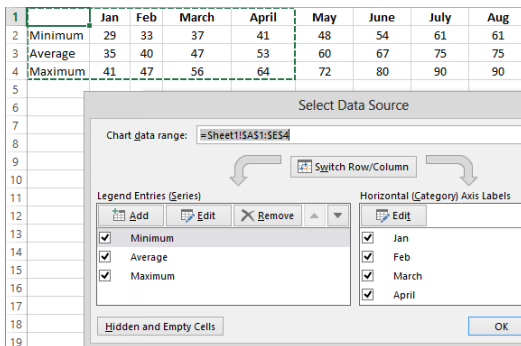 1 Jan Feb March April May June July Aug
2 Minimum 29 33 37 41 48 54 61 61
3 Average 35 40 47 53 60 67 75 75
4 Maximum 41 47 56 64 72 80 90 90
5
6 Select Data Source
7
8 Chart data range: =Sheet1!$A$1:$E$4
9
10 Switch Row/Column
11 Legend Entries (Series) Horizontal (Category) Axis Labels
12 Add Edit Remove Edit
13 Minimum Jan
14 Average Feb
15 Maximum March
16 April
17
18 Hidden and Empty Cells OK
19